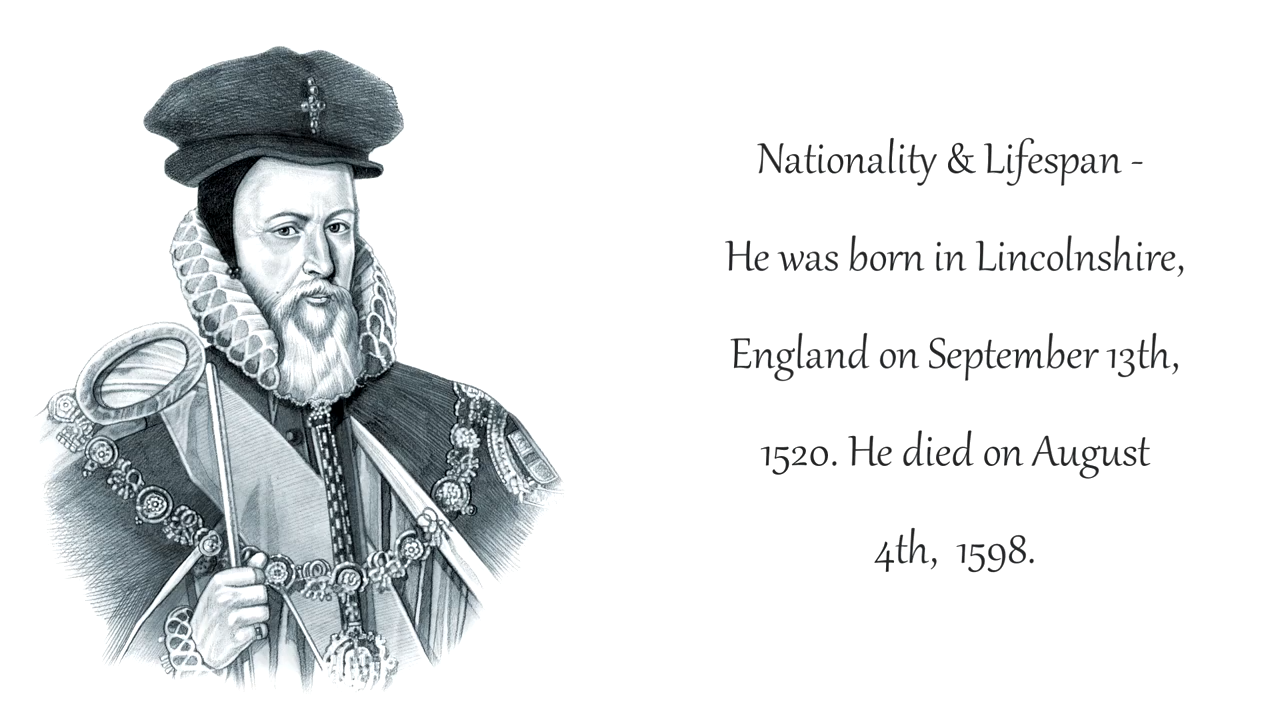 Nationality & Lifespan -
He was born in Lincolnshire,
England on September 13th,
1520. He died on August
4th, 1598.